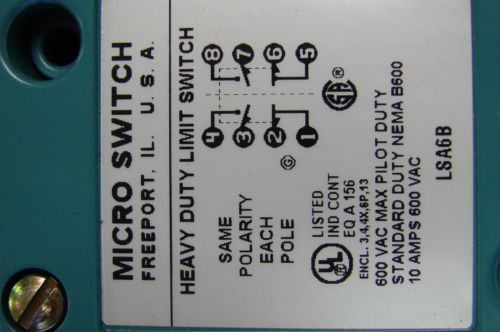 MICRO SWITCH
FREEPORT, IL. U. S. A.
HEAVY DUTY LIMIT SWITCH
8 7 6 5
4 3 2 1
SAME
POLARITY
EACH
POLE
G
SA
UL
LISTED
IND CONT
EQ A 156
ENCL. 3,4,4X,6P,13
600 VAC MAX PILOT DUTY
STANDARD DUTY NEMA B600
10 AMPS 600 VAC
LSA6B